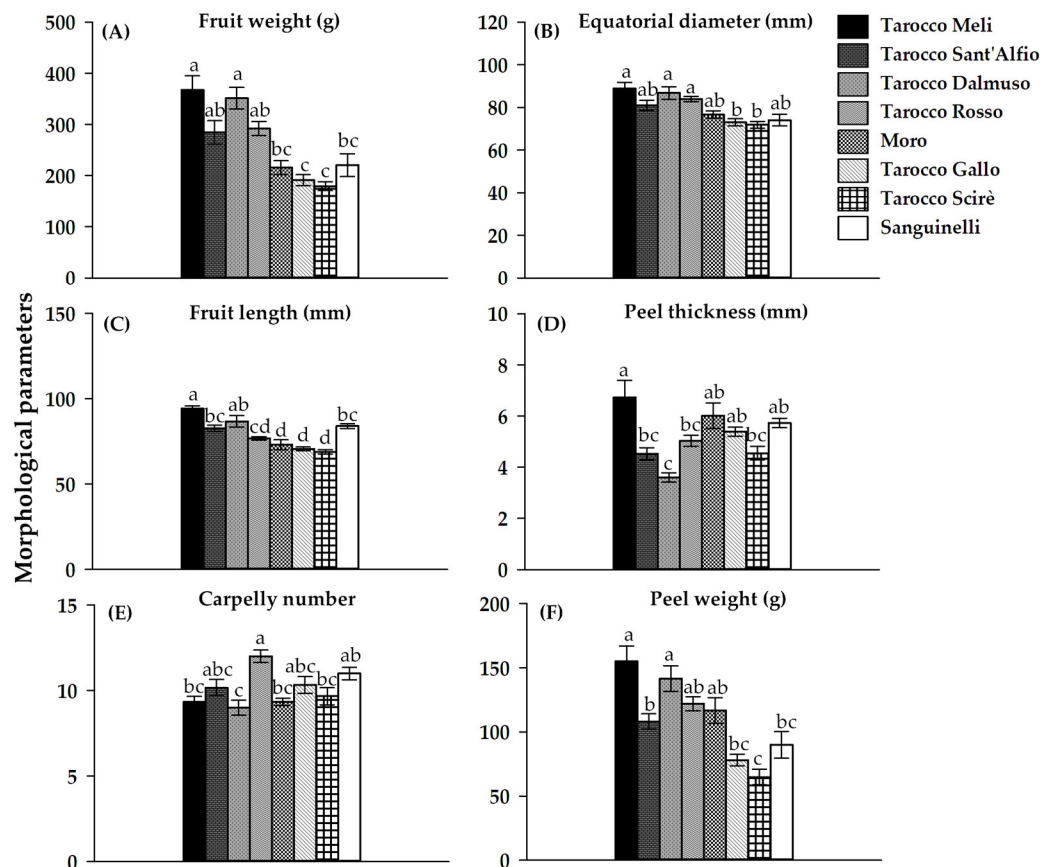 Morphological parameters
(A)
Fruit weight (g)
500
400
300
200
100
0
a
ab
a
ab
bc
c
c
bc
(B)
Equatorial diameter (mm)
120
100
80
60
40
20
0
a
ab
a
a
ab
b
b
ab
Tarocco Meli
Tarocco Sant'Alfio
Tarocco Dalmuso
Tarocco Rosso
Moro
Tarocco Gallo
Tarocco Scirè
Sanguinelli
(C)
Fruit length (mm)
150
100
50
0
a
bc
ab
cd
d
d
d
bc
(D)
Peel thickness (mm)
10
8
6
4
2
0
a
bc
c
bc
ab
ab
bc
ab
(E)
Carpelly number
15
10
5
0
bc
abc
c
a
bc
abc
bc
ab
(F)
Peel weight (g)
200
150
100
50
0
a
b
a
ab
ab
bc
c
bc